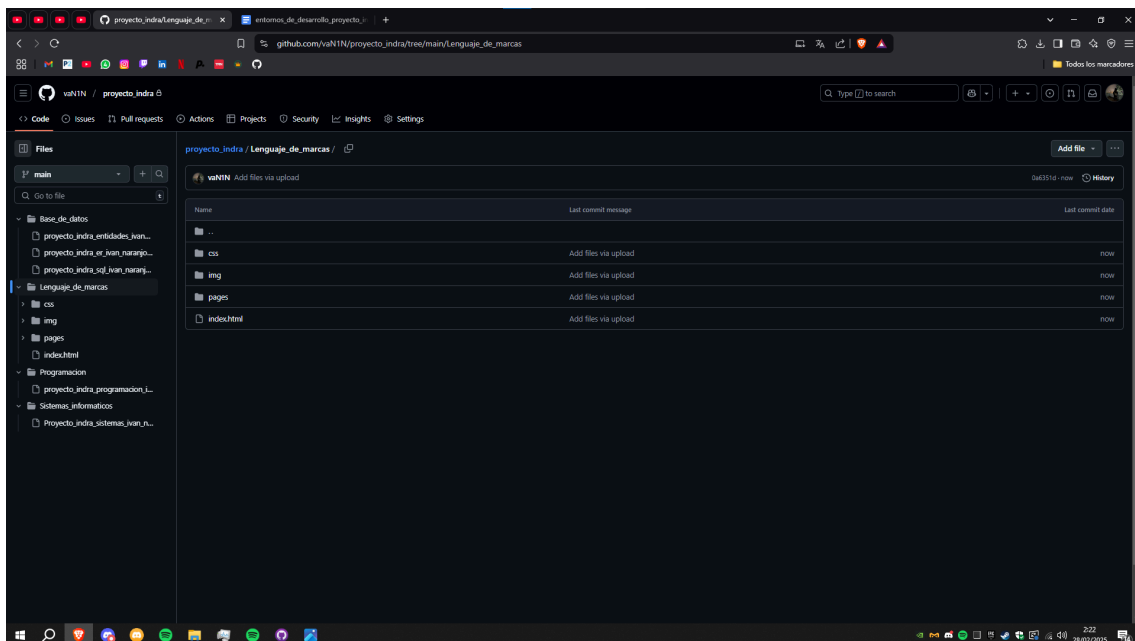 proyecto_indra/Lenguaje_de_m
entornos_de_desarrollo_proyecto_in
github.com/vaN1N/proyecto_indra/tree/main/Lenguaje_de_marcas
Todos los marcadores
vaN1N / proyecto_indra
Type / to search
Code Issues Pull requests Actions Projects Security Insights Settings
Files
proyecto_indra / Lenguaje_de_marcas /
Add file
main
vaN1N Add files via upload
0a6351d · now History
Go to file
t
Name Last commit message Last commit date
Base_de_datos
..
proyecto_indra_entidades_ivan...
proyecto_indra_er_ivan_naranjo...
css Add files via upload now
proyecto_indra_sql_ivan_naranj...
img Add files via upload now
Lenguaje_de_marcas
pages Add files via upload now
css
index.html Add files via upload now
img
pages
index.html
Programacion
proyecto_indra_programacion_i...
Sistemas_informaticos
Proyecto_indra_sistemas_ivan_n...
2:22
28/02/2025